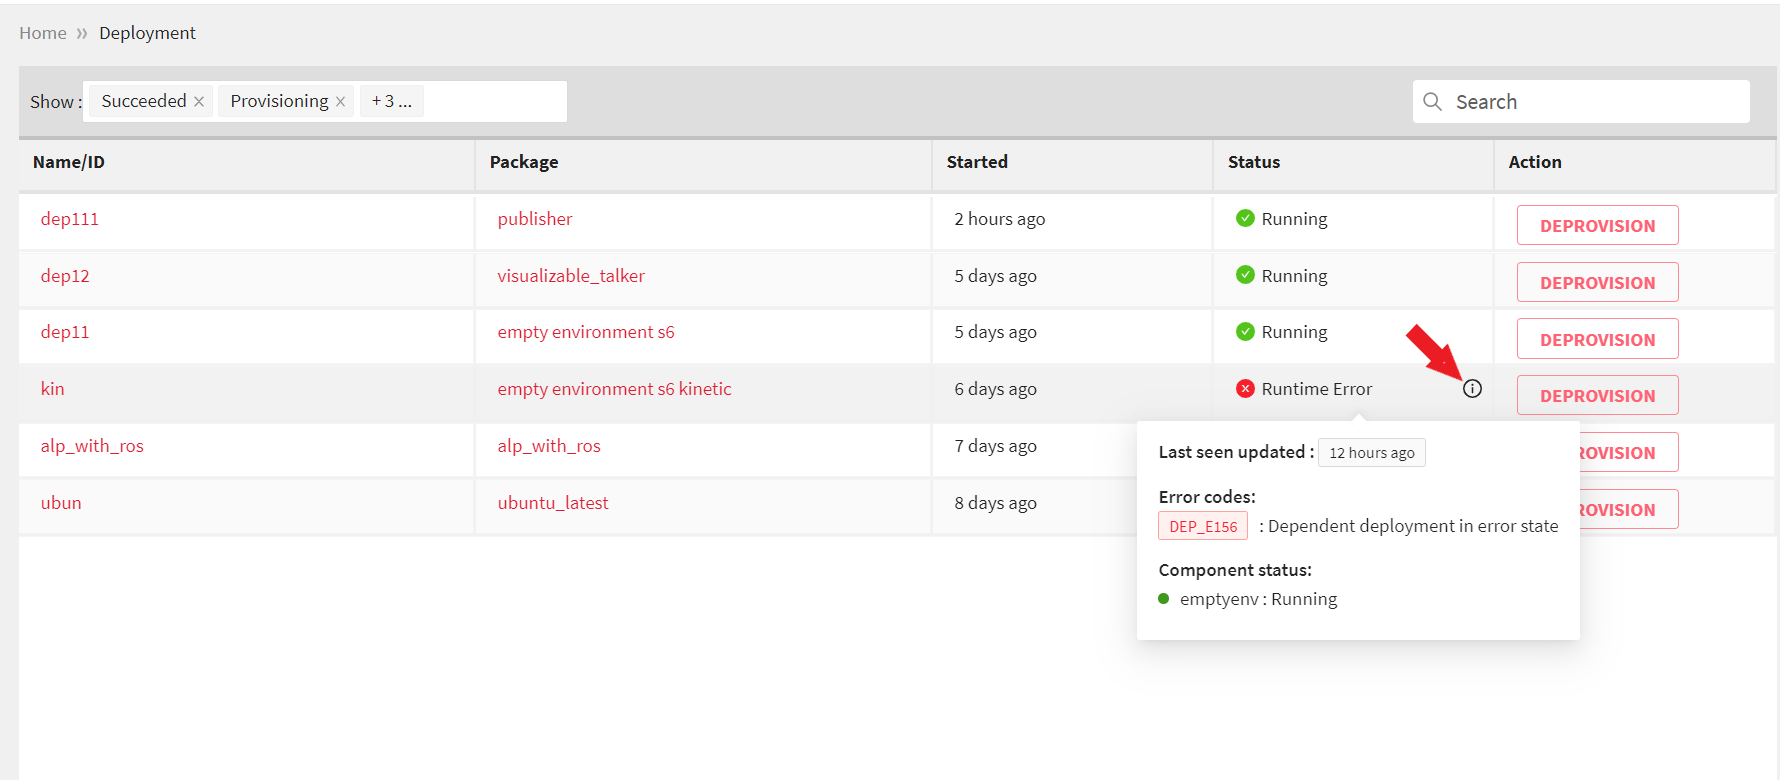 Home » Deployment
Show : Succeeded × Provisioning × + 3 ... Search
Name/ID Package Started Status Action
dep111 publisher 2 hours ago Running DEPROVISION
dep12 visualizable_talker 5 days ago Running DEPROVISION
dep11 empty environment s6 5 days ago Running DEPROVISION
kin empty environment s6 kinetic 6 days ago Runtime Error DEPROVISION
alp_with_ros alp_with_ros 7 days ago ROVISION
ubun ubuntu_latest 8 days ago ROVISION
Last seen updated : 12 hours ago
Error codes:
DEP_E156 : Dependent deployment in error state
Component status:
emptyenv : Running